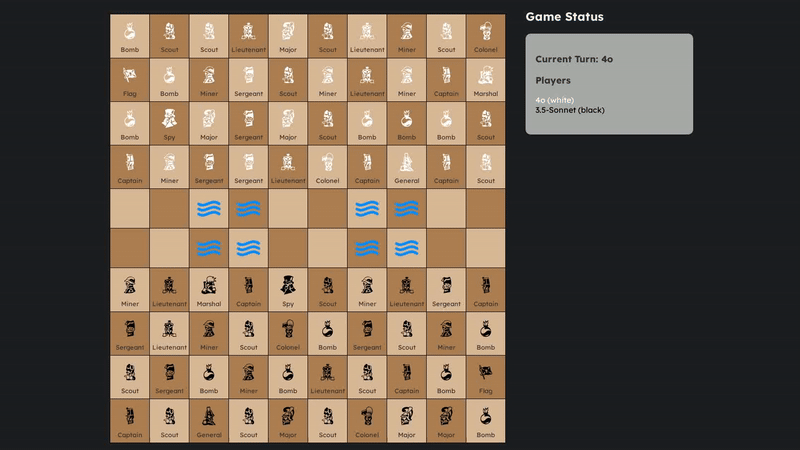 Game Status
Current Turn: 4o
Players
4o (white)
3.5-Sonnet (black)
Bomb Scout Scout Lieutenant Major Scout Lieutenant Miner Scout Colonel
Flag Bomb Miner Sergeant Scout Miner Lieutenant Miner Captain Marshal
Bomb Spy Major Sergeant Major Scout Bomb Bomb Bomb Scout
Captain Miner Sergeant Sergeant Lieutenant Colonel Captain General Captain Scout
Miner Lieutenant Marshal Captain Spy Scout Miner Lieutenant Sergeant Captain
Sergeant Lieutenant Miner Scout Colonel Bomb Sergeant Scout Miner Bomb
Scout Sergeant Bomb Miner Bomb Lieutenant Scout Captain Bomb Flag
Captain Scout General Scout Major Scout Colonel Major Major Bomb